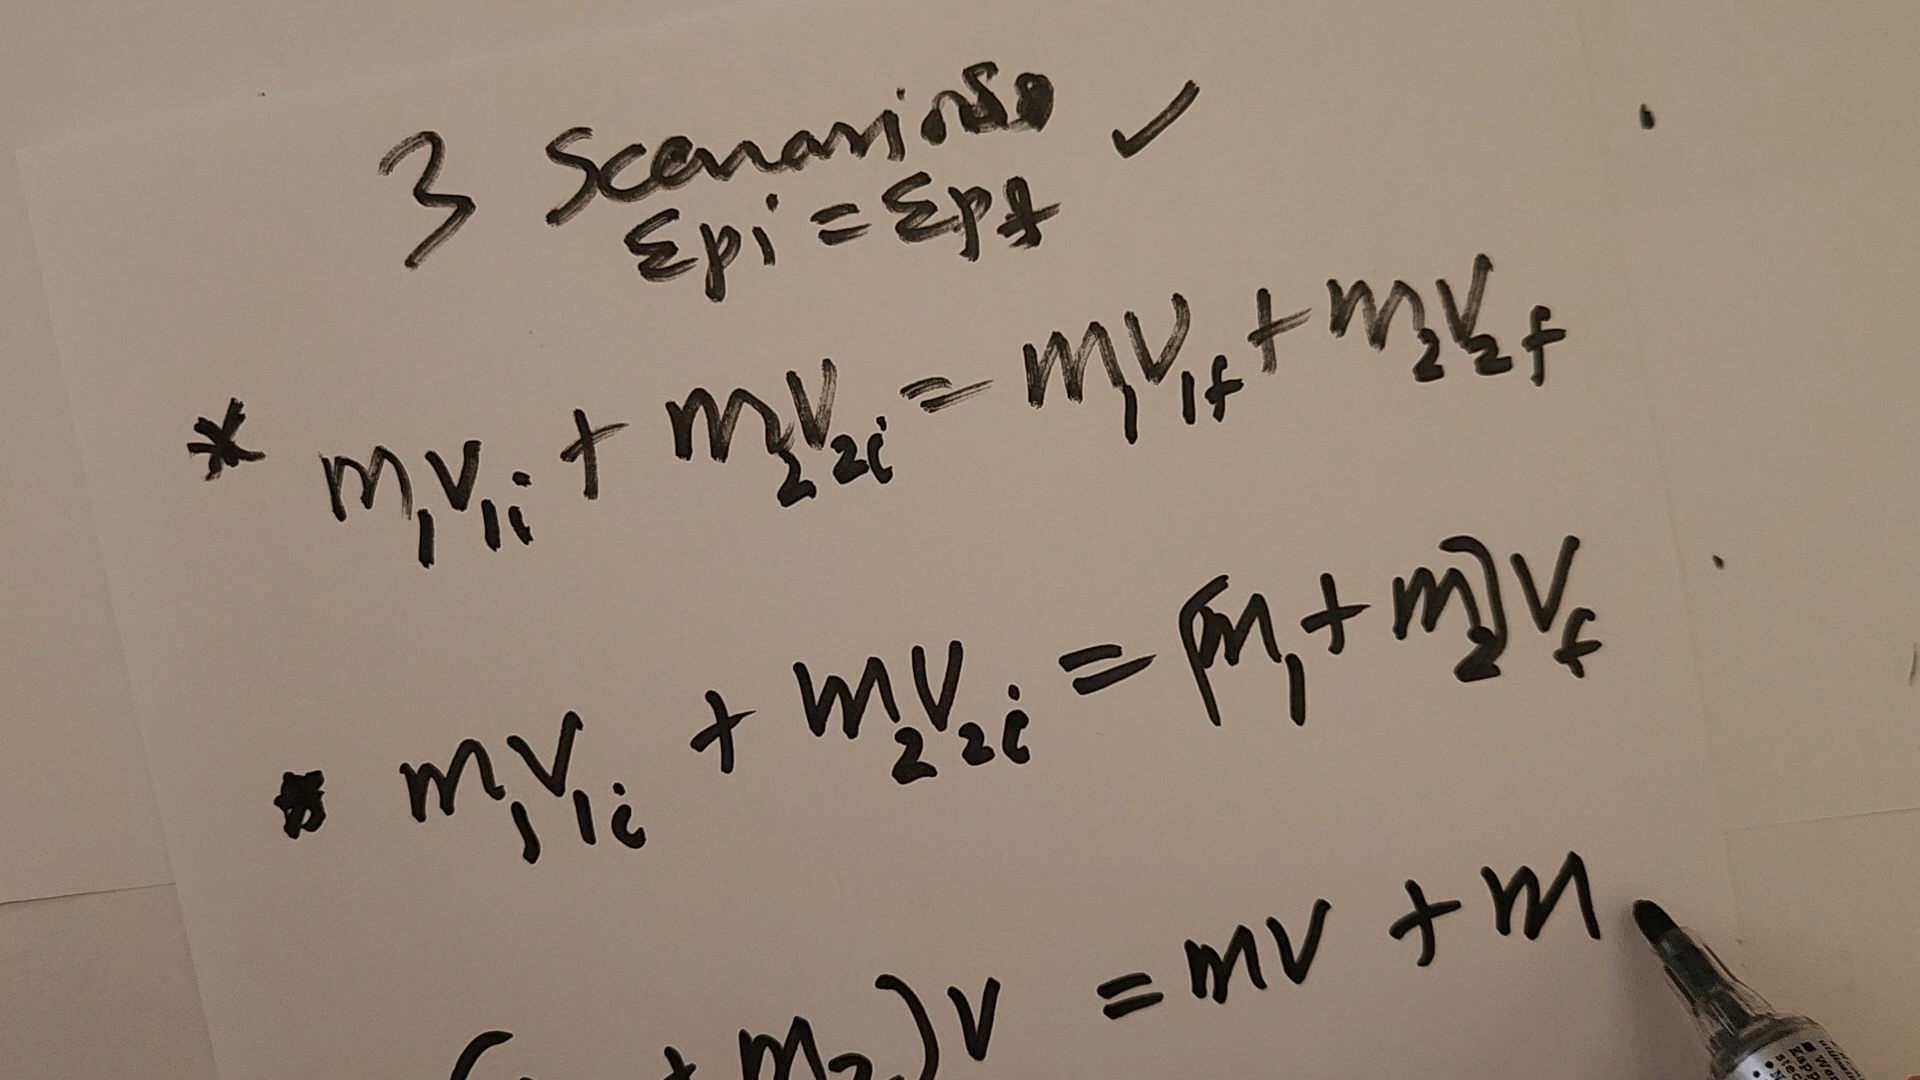 3 Scenarios
Σpi = Σpf ✓
* m₁v₁i + m₂v₂i = m₁v₁f + m₂v₂f
* m₁v₁i + m₂v₂i = (m₁ + m₂)vf
+ m₂)v = mv + m